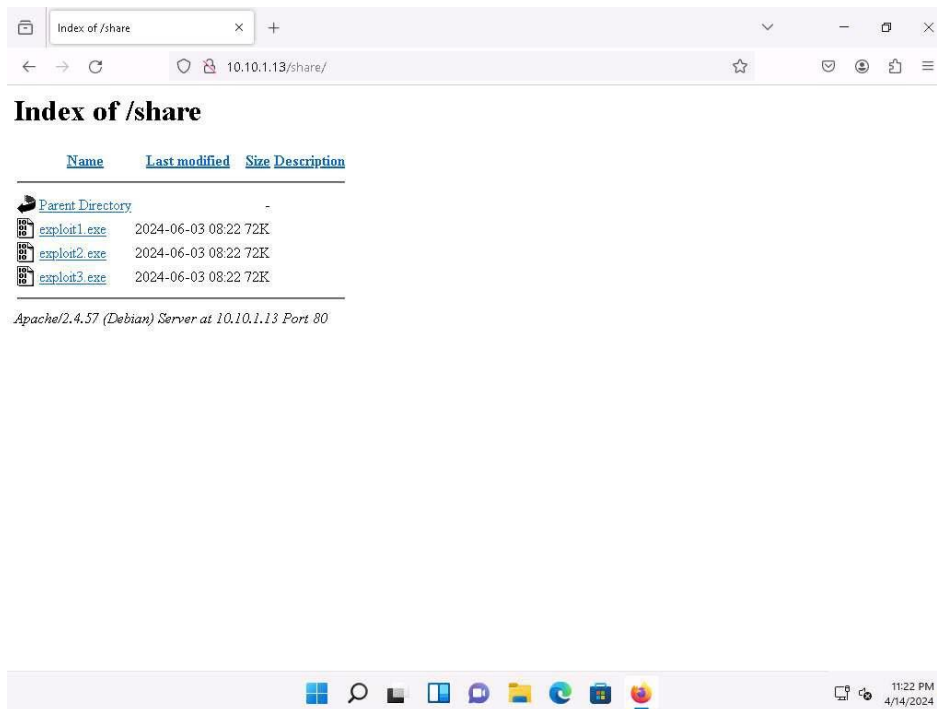 Index of /share
10.10.1.13/share/
Index of /share
Name Last modified Size Description
Parent Directory -
exploit1.exe 2024-06-03 08:22 72K
exploit2.exe 2024-06-03 08:22 72K
exploit3.exe 2024-06-03 08:22 72K
Apache/2.4.57 (Debian) Server at 10.10.1.13 Port 80
11:22 PM
4/14/2024